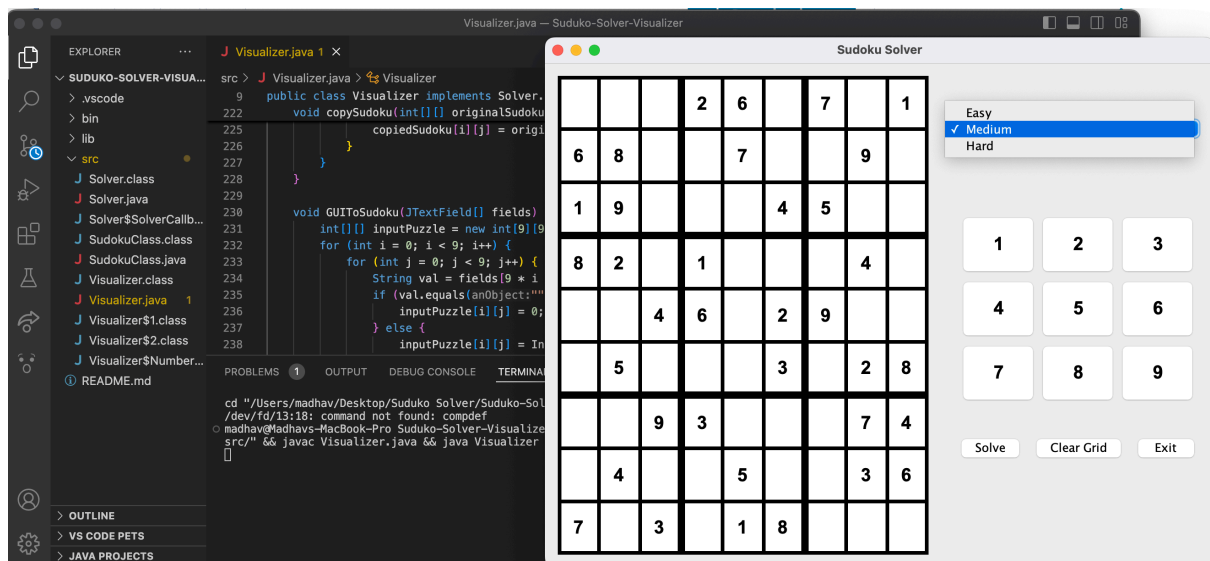 Visualizer.java — Suduko-Solver-Visualizer
EXPLORER ...
SUDUKO-SOLVER-VISUA...
.vscode
bin
lib
src
J Solver.class
J Solver.java
J Solver$SolverCallb...
J SudokuClass.class
J SudokuClass.java
J Visualizer.class
J Visualizer.java 1
J Visualizer$1.class
J Visualizer$2.class
J Visualizer$Number...
README.md
OUTLINE
VS CODE PETS
JAVA PROJECTS
J Visualizer.java 1 ×
src > J Visualizer.java > Visualizer
9 public class Visualizer implements Solver.
222 void copySudoku(int[][] originalSudoku
225 copiedSudoku[i][j] = origi
226 }
227 }
228 }
229
230 void GUIToSudoku(JTextField[] fields)
231 int[][] inputPuzzle = new int[9][9
232 for (int i = 0; i < 9; i++) {
233 for (int j = 0; j < 9; j++) {
234 String val = fields[9 * i
235 if (val.equals(anObject:""
236 inputPuzzle[i][j] = 0;
237 } else {
238 inputPuzzle[i][j] = In
PROBLEMS 1 OUTPUT DEBUG CONSOLE TERMINA
cd "/Users/madhav/Desktop/Suduko Solver/Suduko-Sol
/dev/fd/13:18: command not found: compdef
madhav@Madhavs-MacBook-Pro Suduko-Solver-Visualize
src/" && javac Visualizer.java && java Visualizer
Sudoku Solver
2 6 7 1
6 8 7 9
1 9 4 5
8 2 1 4
4 6 2 9
5 3 2 8
9 3 7 4
4 5 3 6
7 3 1 8
Easy
✓ Medium
Hard
1 2 3
4 5 6
7 8 9
Solve Clear Grid Exit